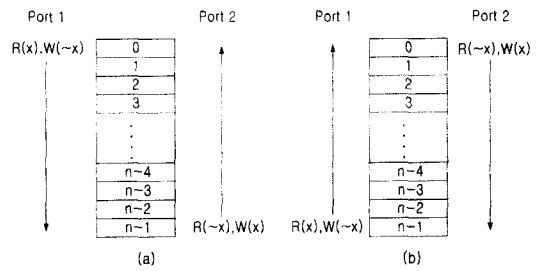 Port 1 Port 2 Port 1 Port 2
R(x),W(~x) 0 0 R(~x),W(x)
1 1
2 2
3 3
n-4 n-4
n-3 n-3
n-2 n-2
R(~x),W(x) R(x),W(~x)
n-1 n-1
(a) (b)